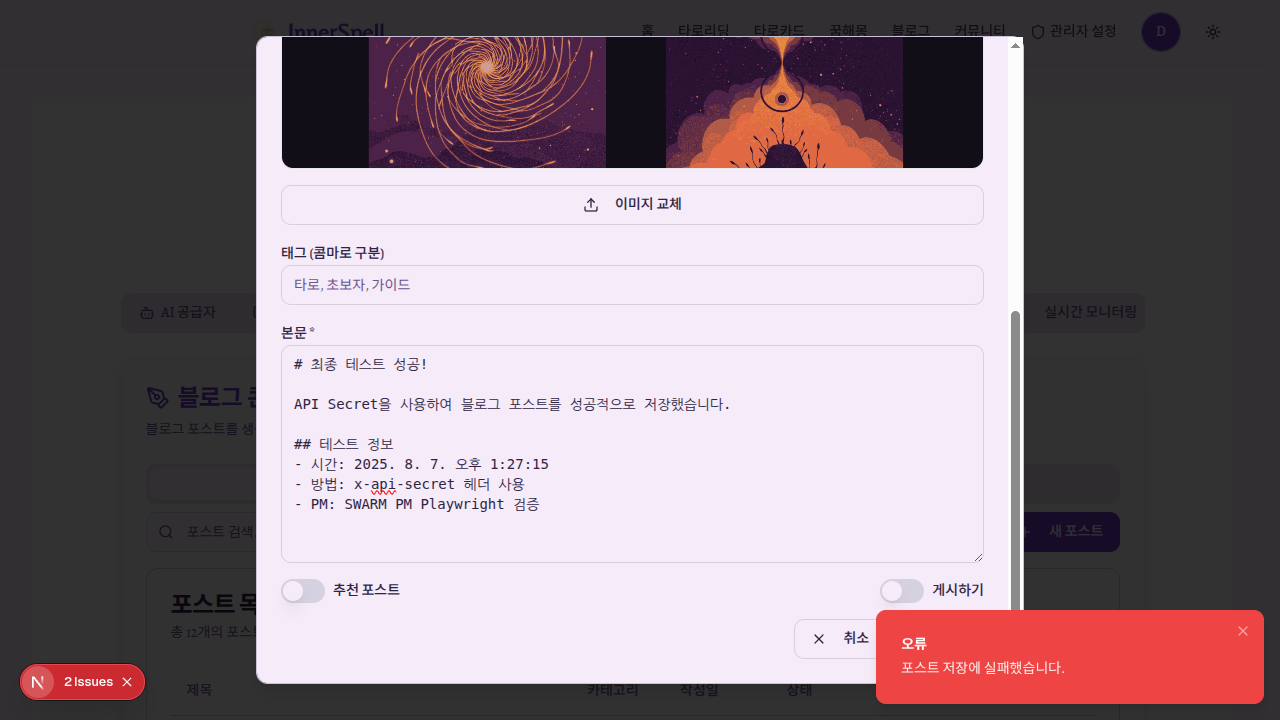 InnerSpell
홈 타로리딩 타로카드 꿈해몽 블로그 커뮤니티 관리자 설정 D
이미지 교체
AI 공급자
실시간 모니터링
태그 (콤마로 구분)
타로, 초보자, 가이드
본문 *
# 최종 테스트 성공!
API Secret을 사용하여 블로그 포스트를 성공적으로 저장했습니다.
## 테스트 정보
- 시간: 2025. 8. 7. 오후 1:27:15
- 방법: x-api-secret 헤더 사용
- PM: SWARM PM Playwright 검증
블로그
블로그 포스트를
포스트 검색
새 포스트
추천 포스트
게시하기
포스트
총 12개의
취소
오류
포스트 저장에 실패했습니다.
N 2 Issues
제목 카테고리 작성일 상태